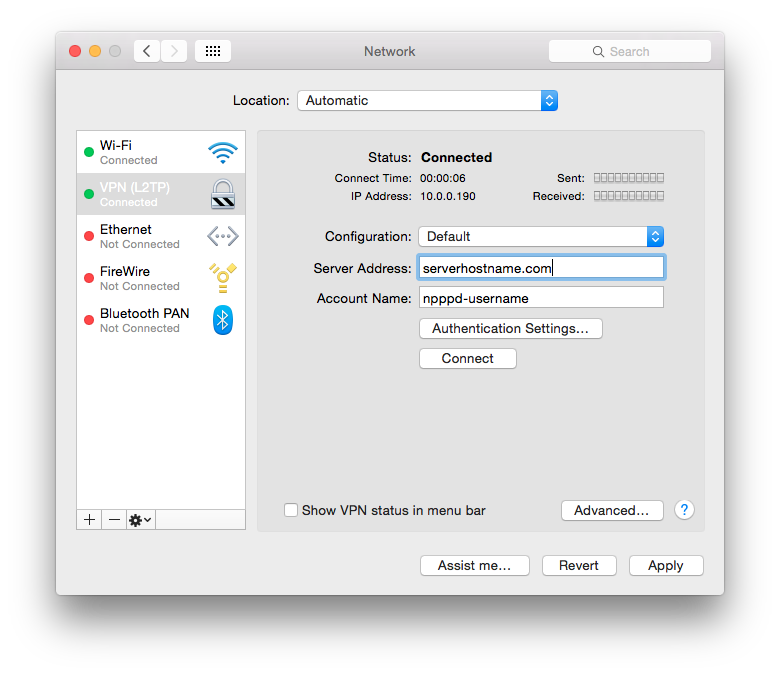 Network
Search
Location: Automatic
Wi-Fi
Connected
VPN (L2TP)
Connected
Ethernet
Not Connected
FireWire
Not Connected
Bluetooth PAN
Not Connected
Status: Connected
Connect Time: 00:00:06 Sent:
IP Address: 10.0.0.190 Received:
Configuration: Default
Server Address: serverhostname.com
Account Name: npppd-username
Authentication Settings...
Connect
Show VPN status in menu bar
Advanced...
?
Assist me...
Revert
Apply